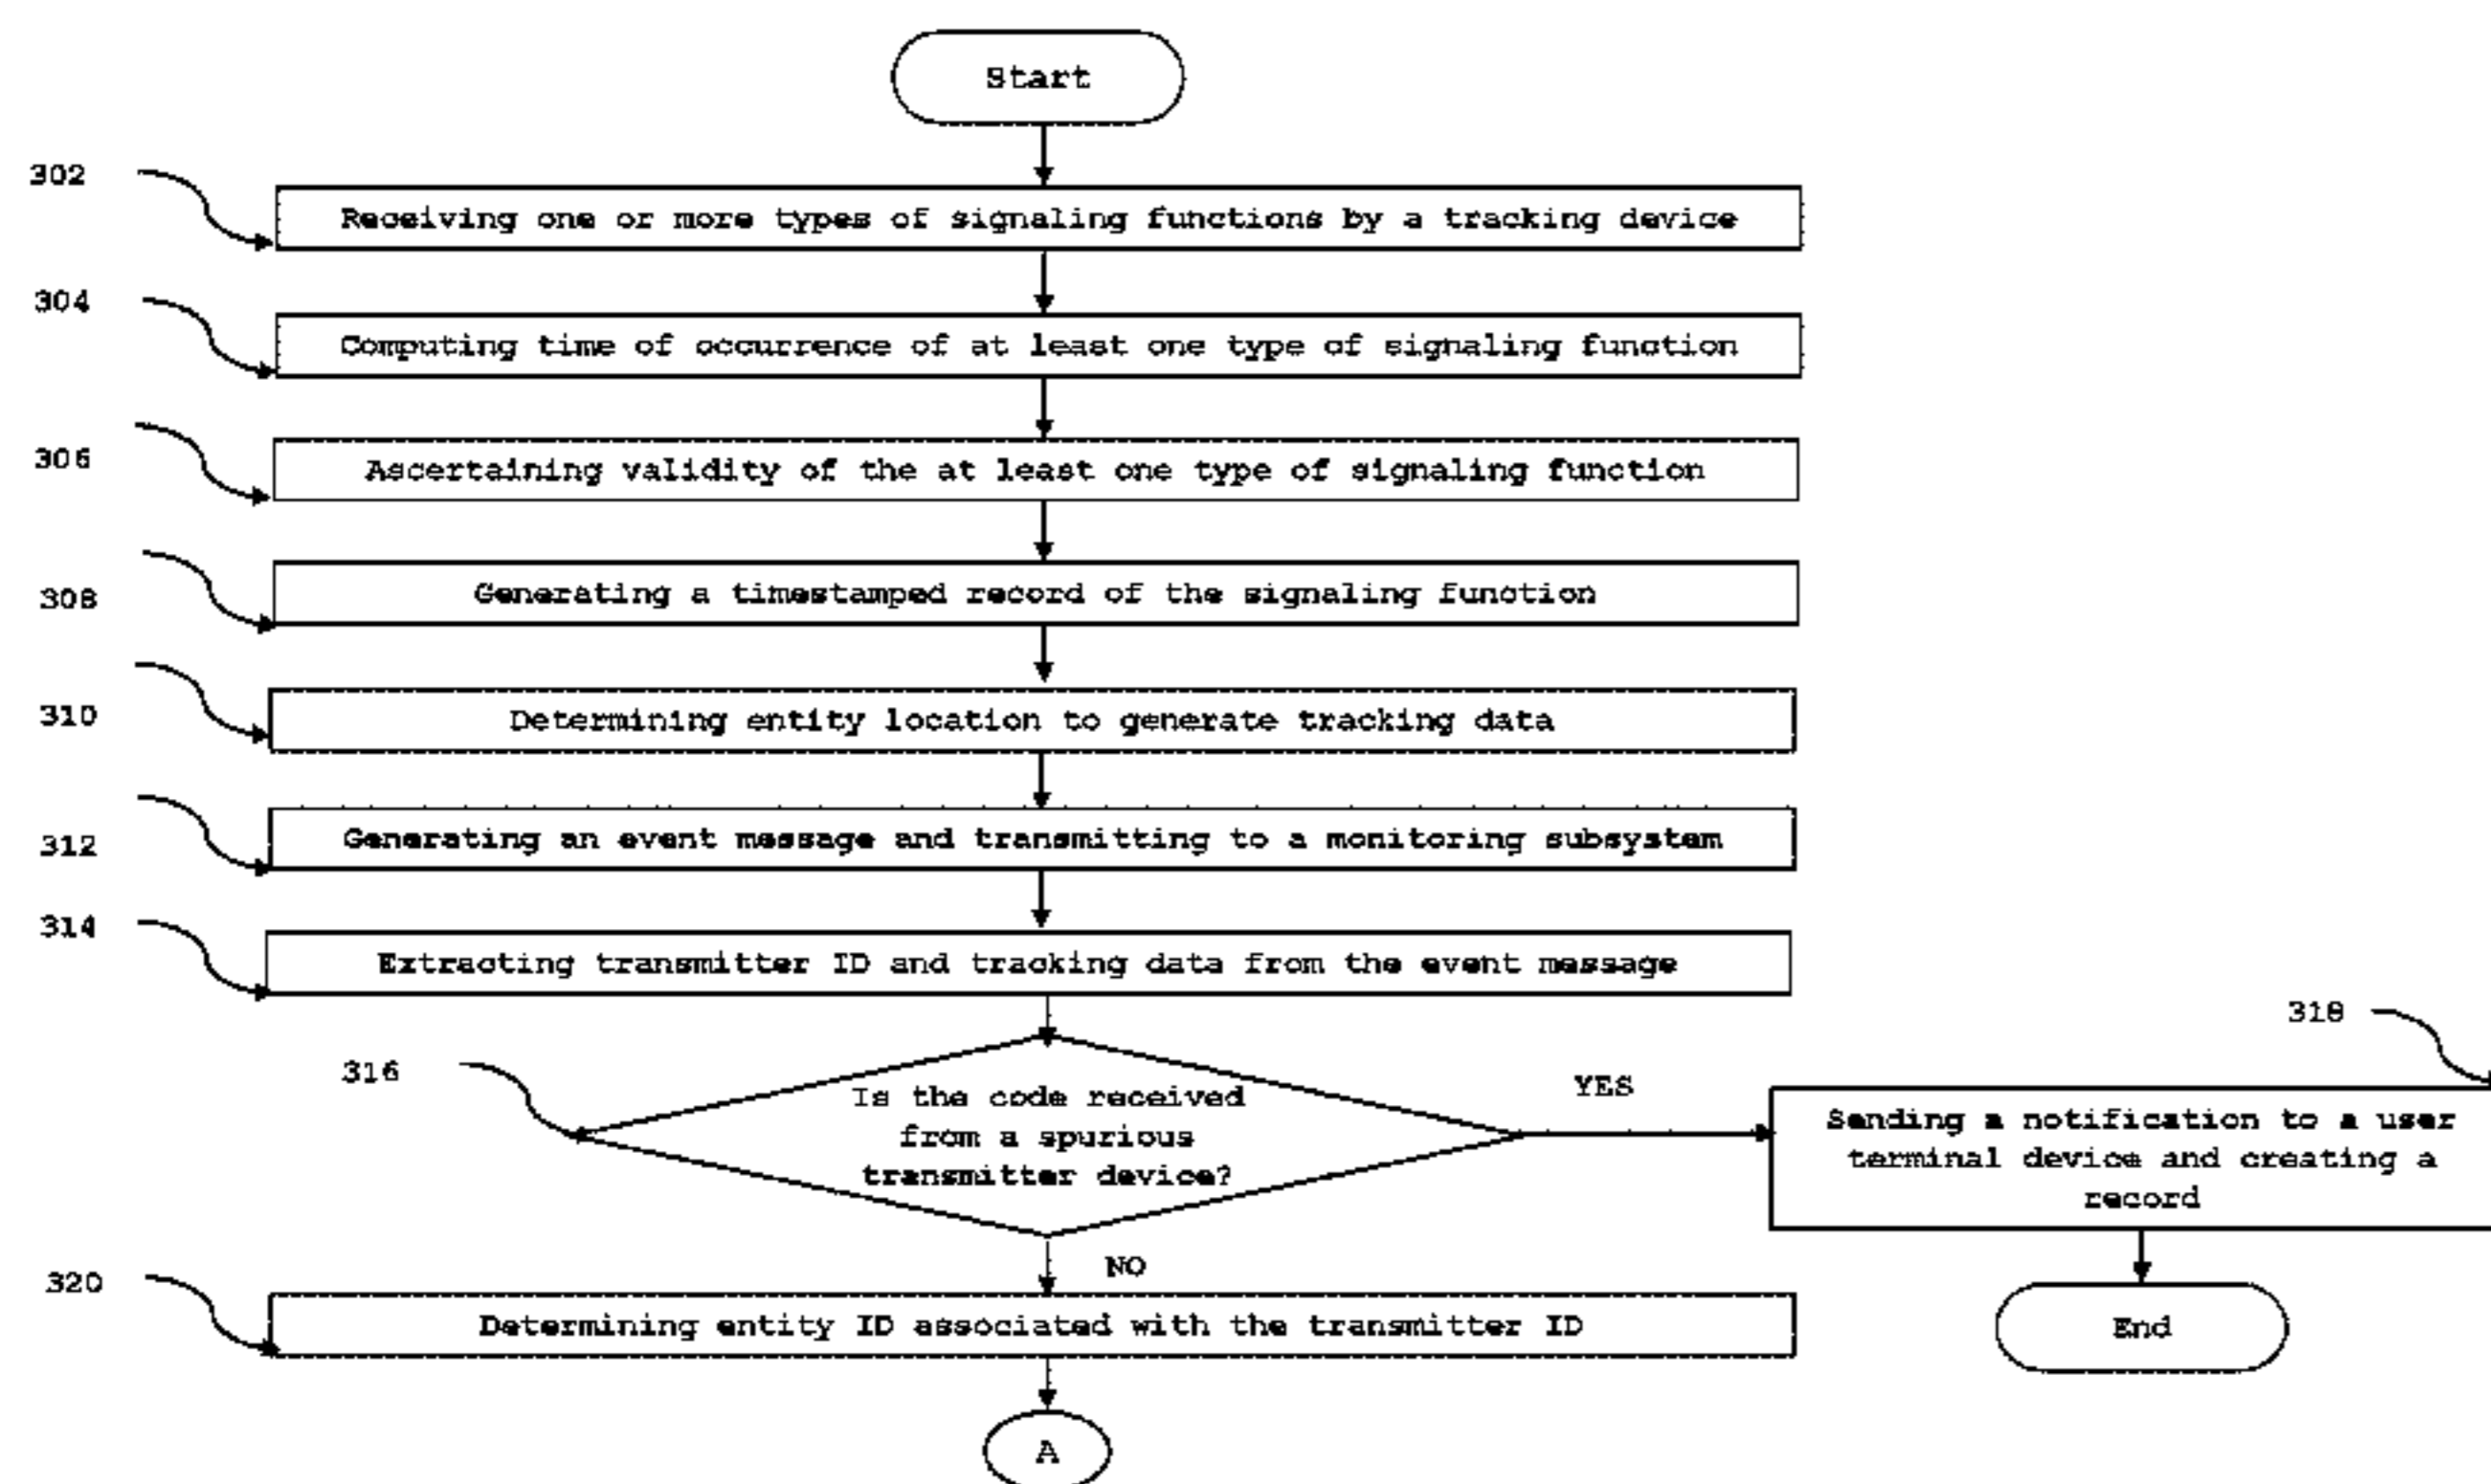 Start
302
Receiving one or more types of signaling functions by a tracking device
304
Computing time of occurrence of at least one type of signaling function
306
Ascertaining validity of the at least one type of signaling function
308
Generating a timestamped record of the signaling function
310
Determining entity location to generate tracking data
312
Generating an event message and transmitting to a monitoring subsystem
314
Extracting transmitter ID and tracking data from the event message
316
Is the code received
from a spurious
transmitter device?
YES
318
Sending a notification to a user
terminal device and creating a
record
NO
End
320
Determining entity ID associated with the transmitter ID
A